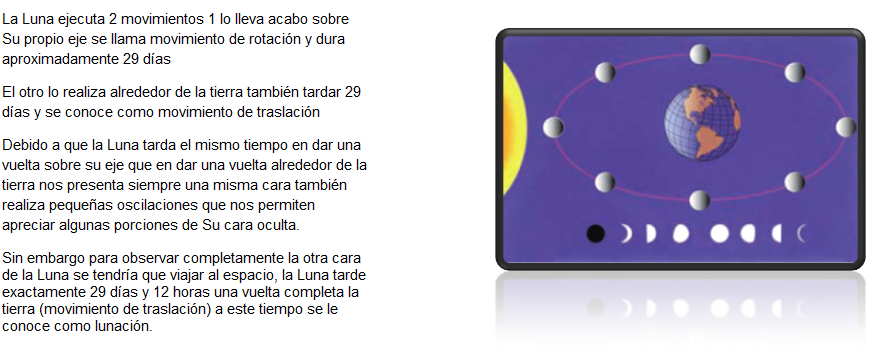 La Luna ejecuta 2 movimientos 1 lo lleva acabo sobre
Su propio eje se llama movimiento de rotación y dura
aproximadamente 29 días
El otro lo realiza alrededor de la tierra también tardar 29
días y se conoce como movimiento de traslación
Debido a que la Luna tarda el mismo tiempo en dar una
vuelta sobre su eje que en dar una vuelta alrededor de la
tierra nos presenta siempre una misma cara también
realiza pequeñas oscilaciones que nos permiten
apreciar algunas porciones de Su cara oculta.
Sin embargo para observar completamente la otra cara
de la Luna se tendría que viajar al espacio, la Luna tarde
exactamente 29 días y 12 horas una vuelta completa la
tierra (movimiento de traslación) a este tiempo se le
conoce como lunación.